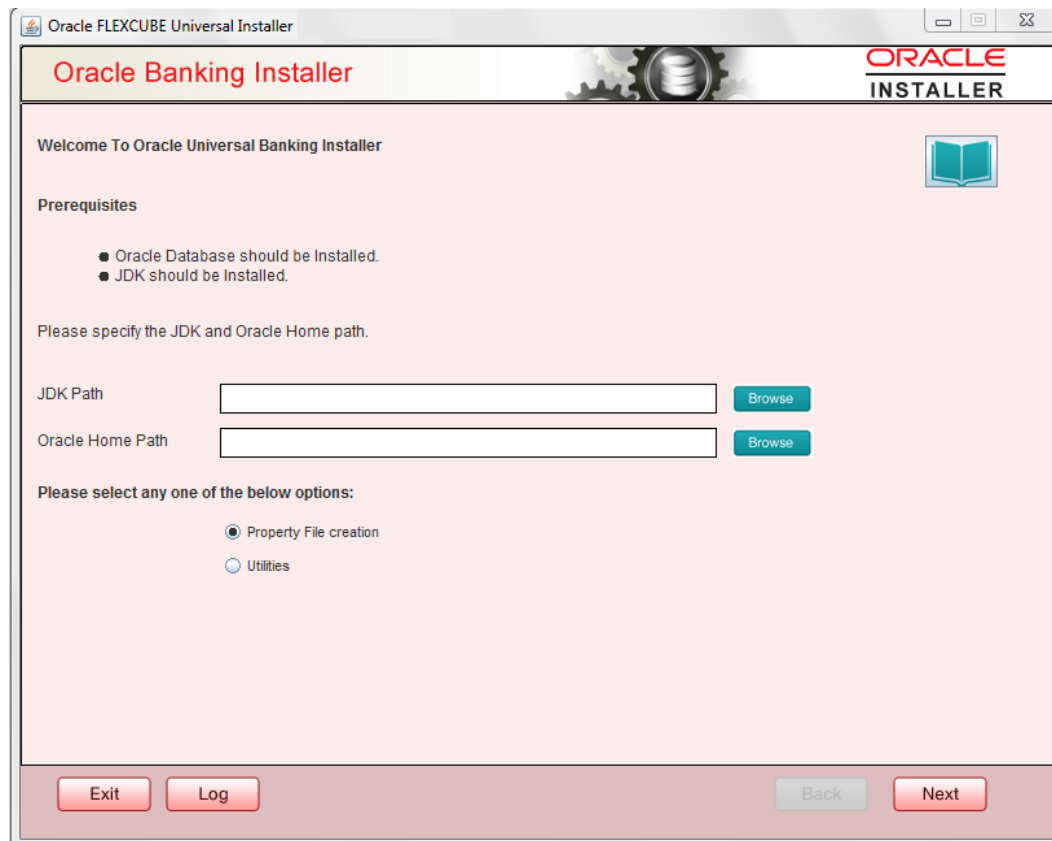 Oracle FLEXCUBE Universal Installer
Oracle Banking Installer
ORACLE
INSTALLER
Welcome To Oracle Universal Banking Installer
Prerequisites
Oracle Database should be Installed.
JDK should be Installed.
Please specify the JDK and Oracle Home path.
JDK Path
Browse
Oracle Home Path
Browse
Please select any one of the below options:
Property File creation
Utilities
Exit
Log
Back
Next